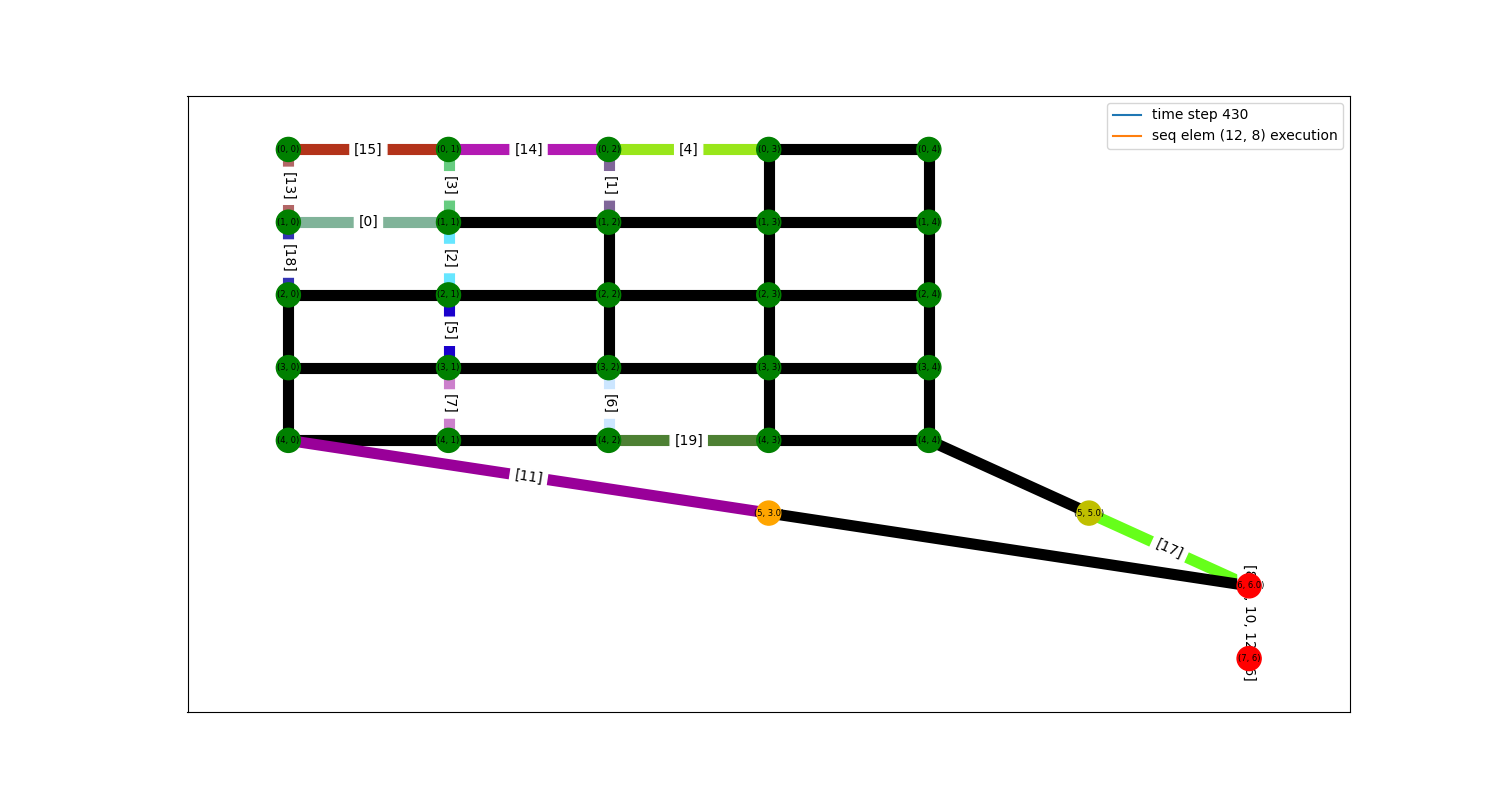 time step 430
seq elem (12, 8) execution
(0, 0) [15] (0, 1) [14] (0, 2) [4] (0, 3) (0, 4)
[13] [3] [1]
(1, 0) [0] (1, 1) (1, 2) (1, 3) (1, 4)
[18] [2]
(2, 0) (2, 1) (2, 2) (2, 3) (2, 4)
[5]
(3, 0) (3, 1) (3, 2) (3, 3) (3, 4)
[7] [6]
(4, 0) (4, 1) (4, 2) [19] (4, 3) (4, 4)
[11]
(5, 3.0) (5, 5.0)
[17]
(6, 6.0)
10, 12
(7, 6)